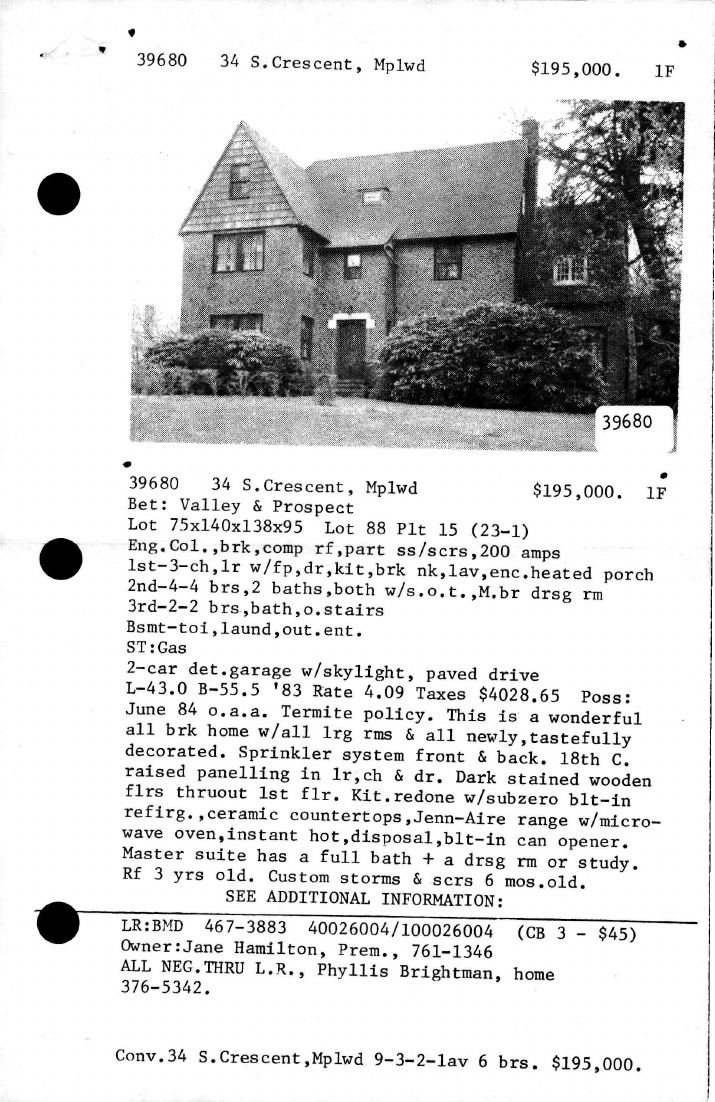 39680 34 S.Crescent, Mplwd $195,000. 1F
39680
39680 34 S.Crescent, Mplwd $195,000. 1F
Bet: Valley & Prospect
Lot 75x140x138x95 Lot 88 Plt 15 (23-1)
Eng.Col.,brk,comp rf,part ss/scrs,200 amps
1st-3-ch,lr w/fp,dr,kit,brk nk,lav,enc.heated porch
2nd-4-4 brs,2 baths,both w/s.o.t.,M.br drsg rm
3rd-2-2 brs,bath,o.stairs
Bsmt-toi,laund,out.ent.
ST:Gas
2-car det.garage w/skylight, paved drive
L-43.0 B-55.5 '83 Rate 4.09 Taxes $4028.65 Poss:
June 84 o.a.a. Termite policy. This is a wonderful
all brk home w/all lrg rms & all newly,tastefully
decorated. Sprinkler system front & back. 18th C.
raised panelling in lr,ch & dr. Dark stained wooden
flrs thruout 1st flr. Kit.redone w/subzero blt-in
refirg.,ceramic countertops,Jenn-Aire range w/micro-
wave oven,instant hot,disposal,blt-in can opener.
Master suite has a full bath + a drsg rm or study.
Rf 3 yrs old. Custom storms & scrs 6 mos.old.
SEE ADDITIONAL INFORMATION:
LR:BMD 467-3883 40026004/100026004 (CB 3 - $45)
Owner:Jane Hamilton, Prem., 761-1346
ALL NEG.THRU L.R., Phyllis Brightman, home
376-5342.
Conv.34 S.Crescent,Mplwd 9-3-2-lav 6 brs. $195,000.